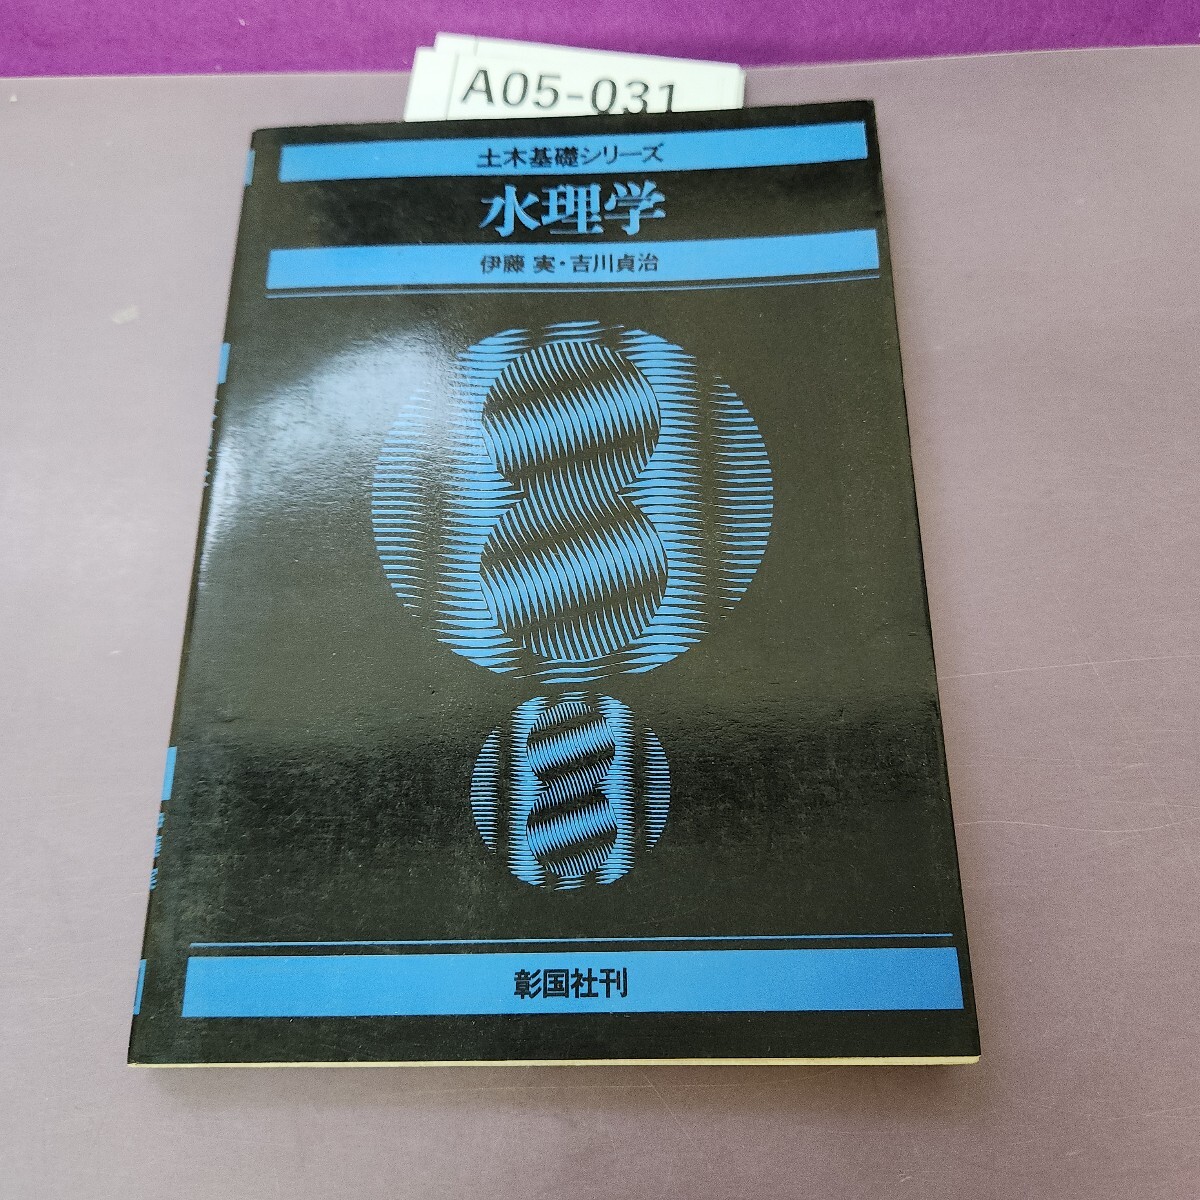 A05-031
土木基礎シリーズ
水理学
伊藤 実・吉川貞治
彰国社刊